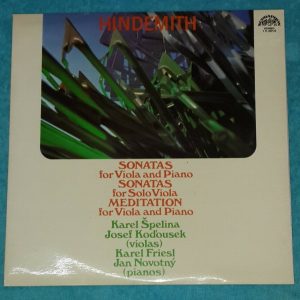 HINDEMITH
SONATAS
for Viola and Piano
SONATAS
for Solo Viola
MEDITATION
for Viola and Piano
Karel Špelina
Josef Koďousek
(violas)
Karel Friesl
Jan Novotný
(pianos)